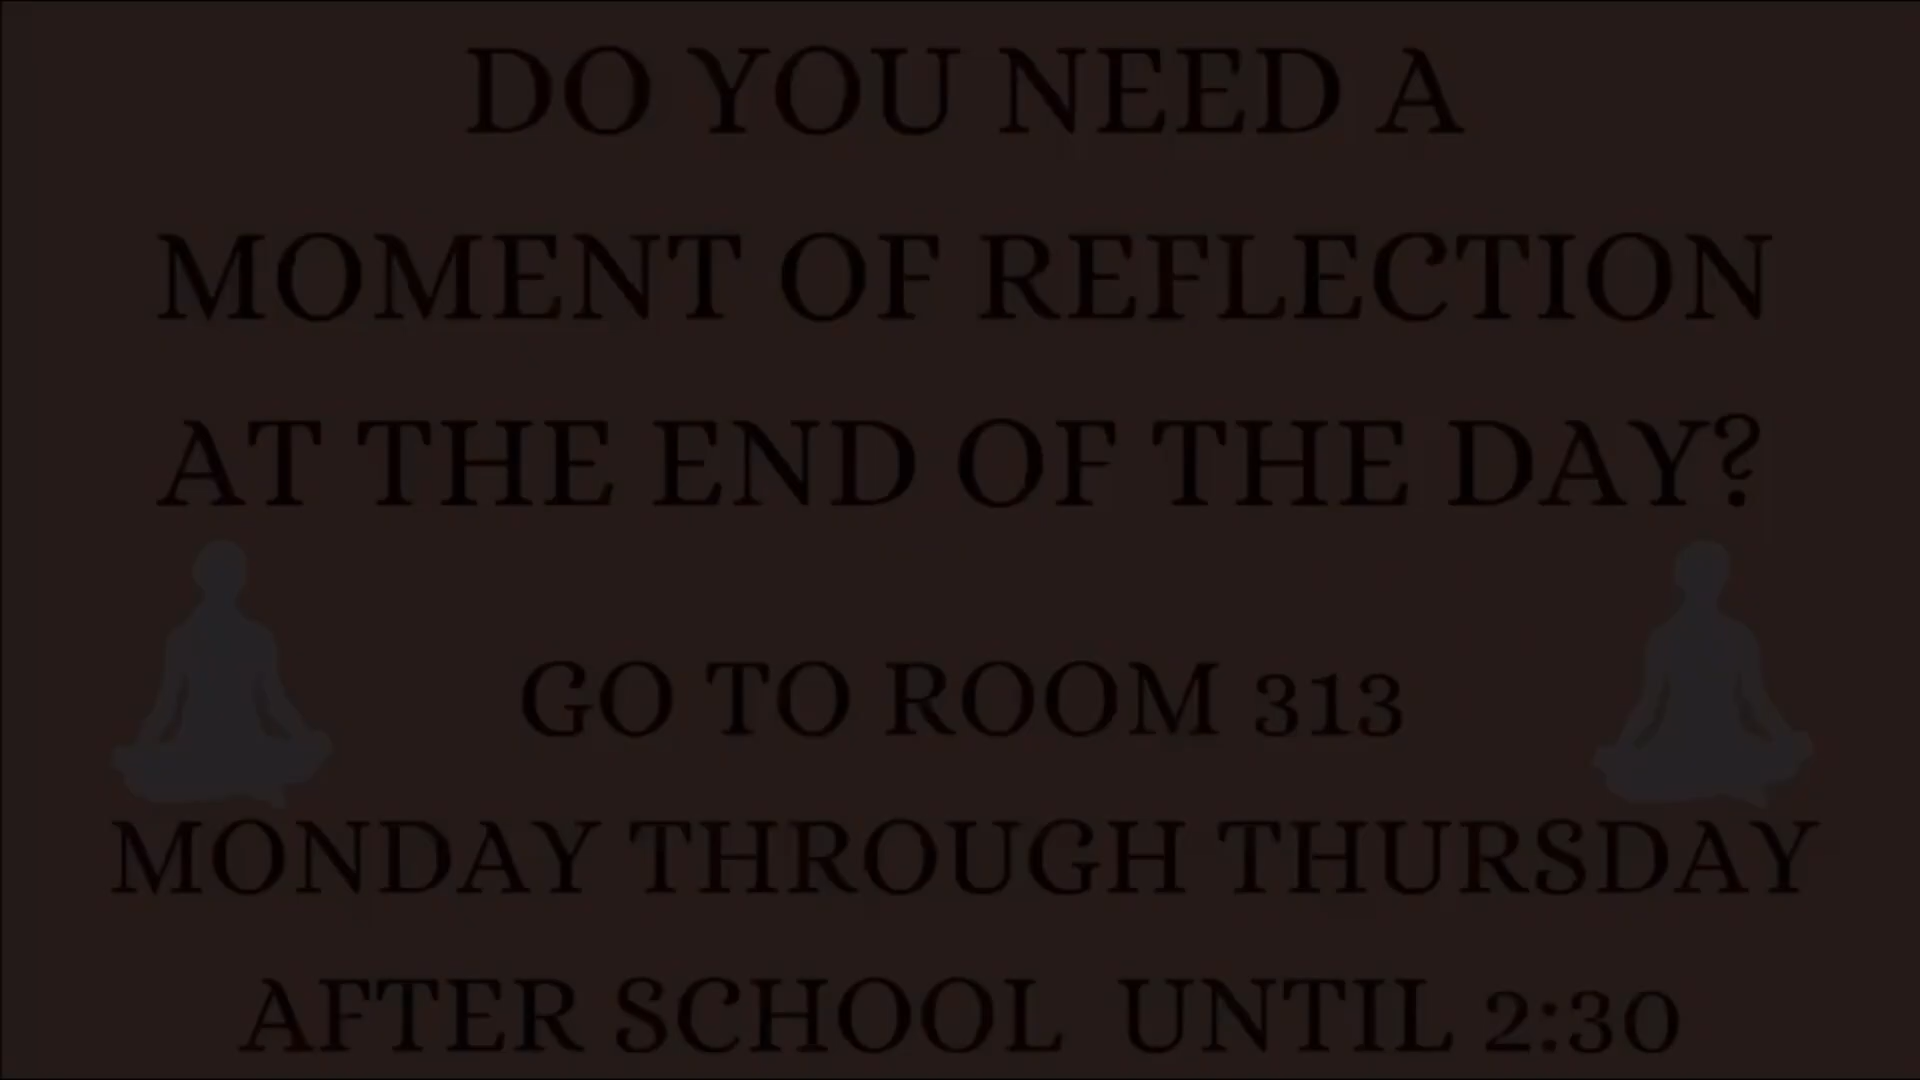 DO YOU NEED A
MOMENT OF REFLECTION
AT THE END OF THE DAY?
GO TO ROOM 313
MONDAY THROUGH THURSDAY
AFTER SCHOOL UNTIL 2:30